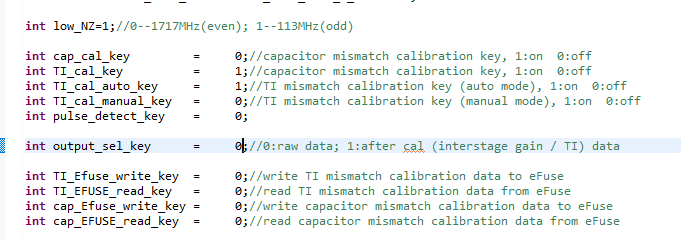 int low_NZ=1;//0--1717MHz(even); 1--113MHz(odd)
int cap_cal_key = 0;//capacitor mismatch calibration key, 1:on 0:off
int TI_cal_key = 1;//capacitor mismatch calibration key, 1:on 0:off
int TI_cal_auto_key = 1;//TI mismatch calibration key (auto mode), 1:on 0:off
int TI_cal_manual_key = 0;//TI mismatch calibration key (manual mode), 1:on 0:off
int pulse_detect_key = 0;
int output_sel_key = 0;//0:raw data; 1:after cal (interstage gain / TI) data
int TI_Efuse_write_key = 0;//write TI mismatch calibration data to eFuse
int TI_EFUSE_read_key = 0;//read TI mismatch calibration data from eFuse
int cap_Efuse_write_key = 0;//write capacitor mismatch calibration data to eFuse
int cap_EFUSE_read_key = 0;//read capacitor mismatch calibration data from eFuse